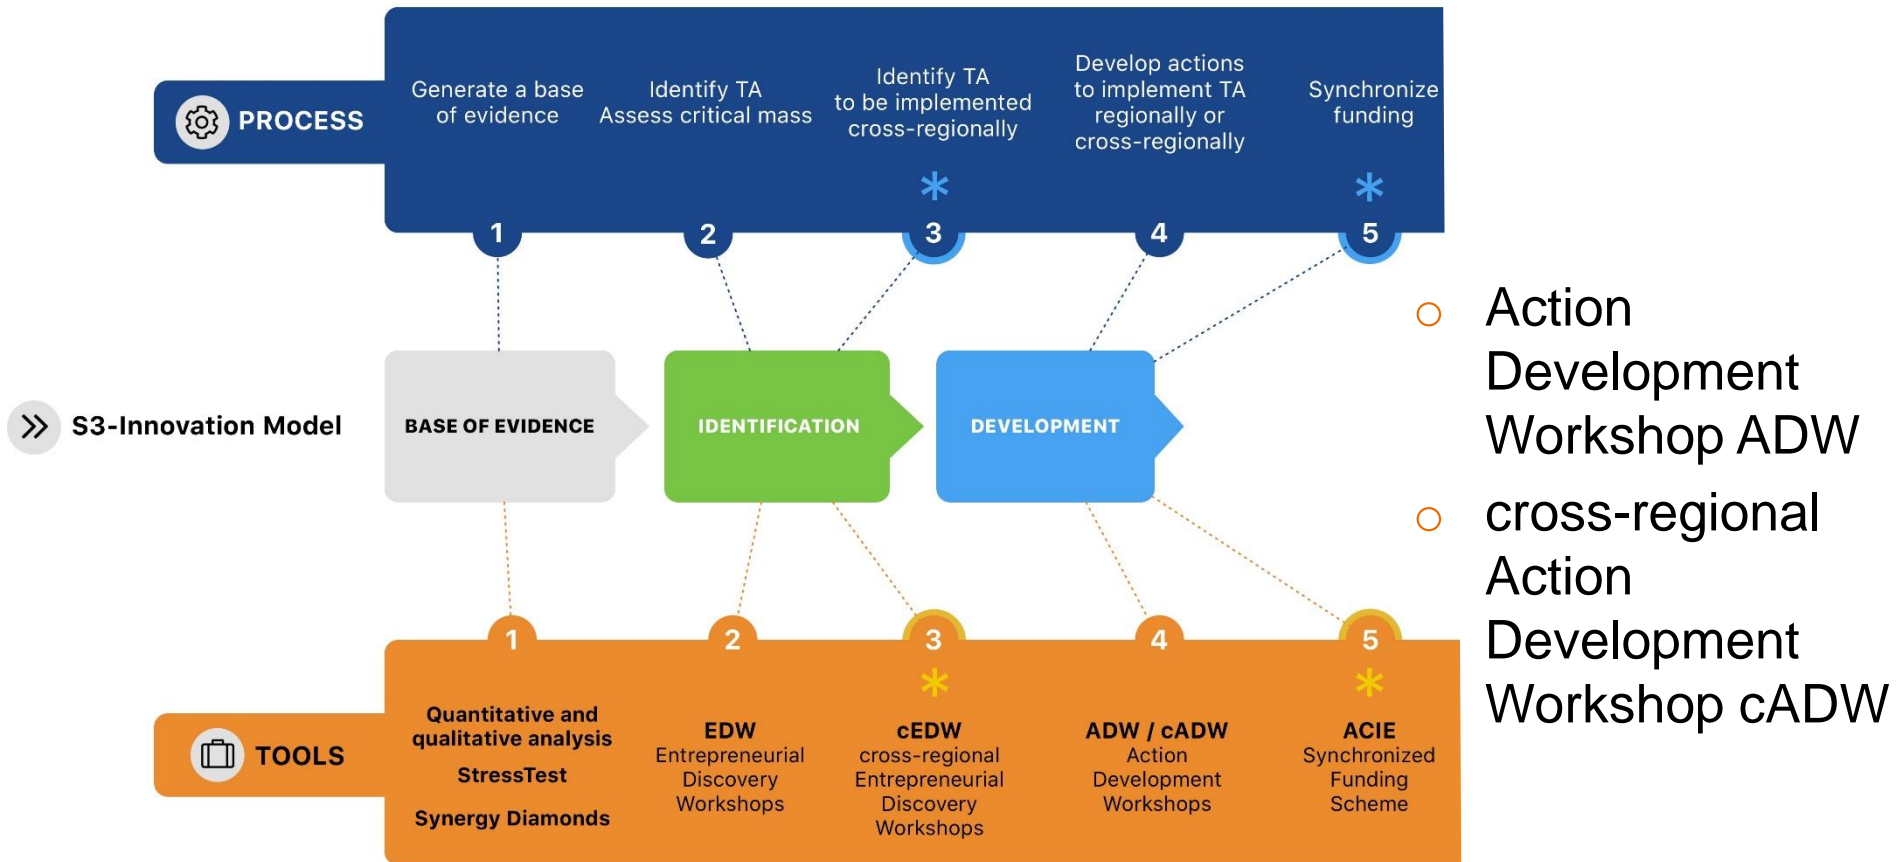 PROCESS
Generate a base
of evidence
Identify TA
Assess critical mass
Identify TA
to be implemented
cross-regionally
*
Develop actions
to implement TA
regionally or
cross-regionally
Synchronize
funding
*
1
2
3
4
5
S3-Innovation Model
BASE OF EVIDENCE
IDENTIFICATION
DEVELOPMENT
1
2
3
4
5
TOOLS
Quantitative and
qualitative analysis
StressTest
Synergy Diamonds
EDW
Entrepreneurial
Discovery
Workshops
*
cEDW
cross-regional
Entrepreneurial
Discovery
Workshops
ADW / cADW
Action
Development
Workshops
*
ACIE
Synchronized
Funding
Scheme
Action
Development
Workshop ADW
cross-regional
Action
Development
Workshop cADW